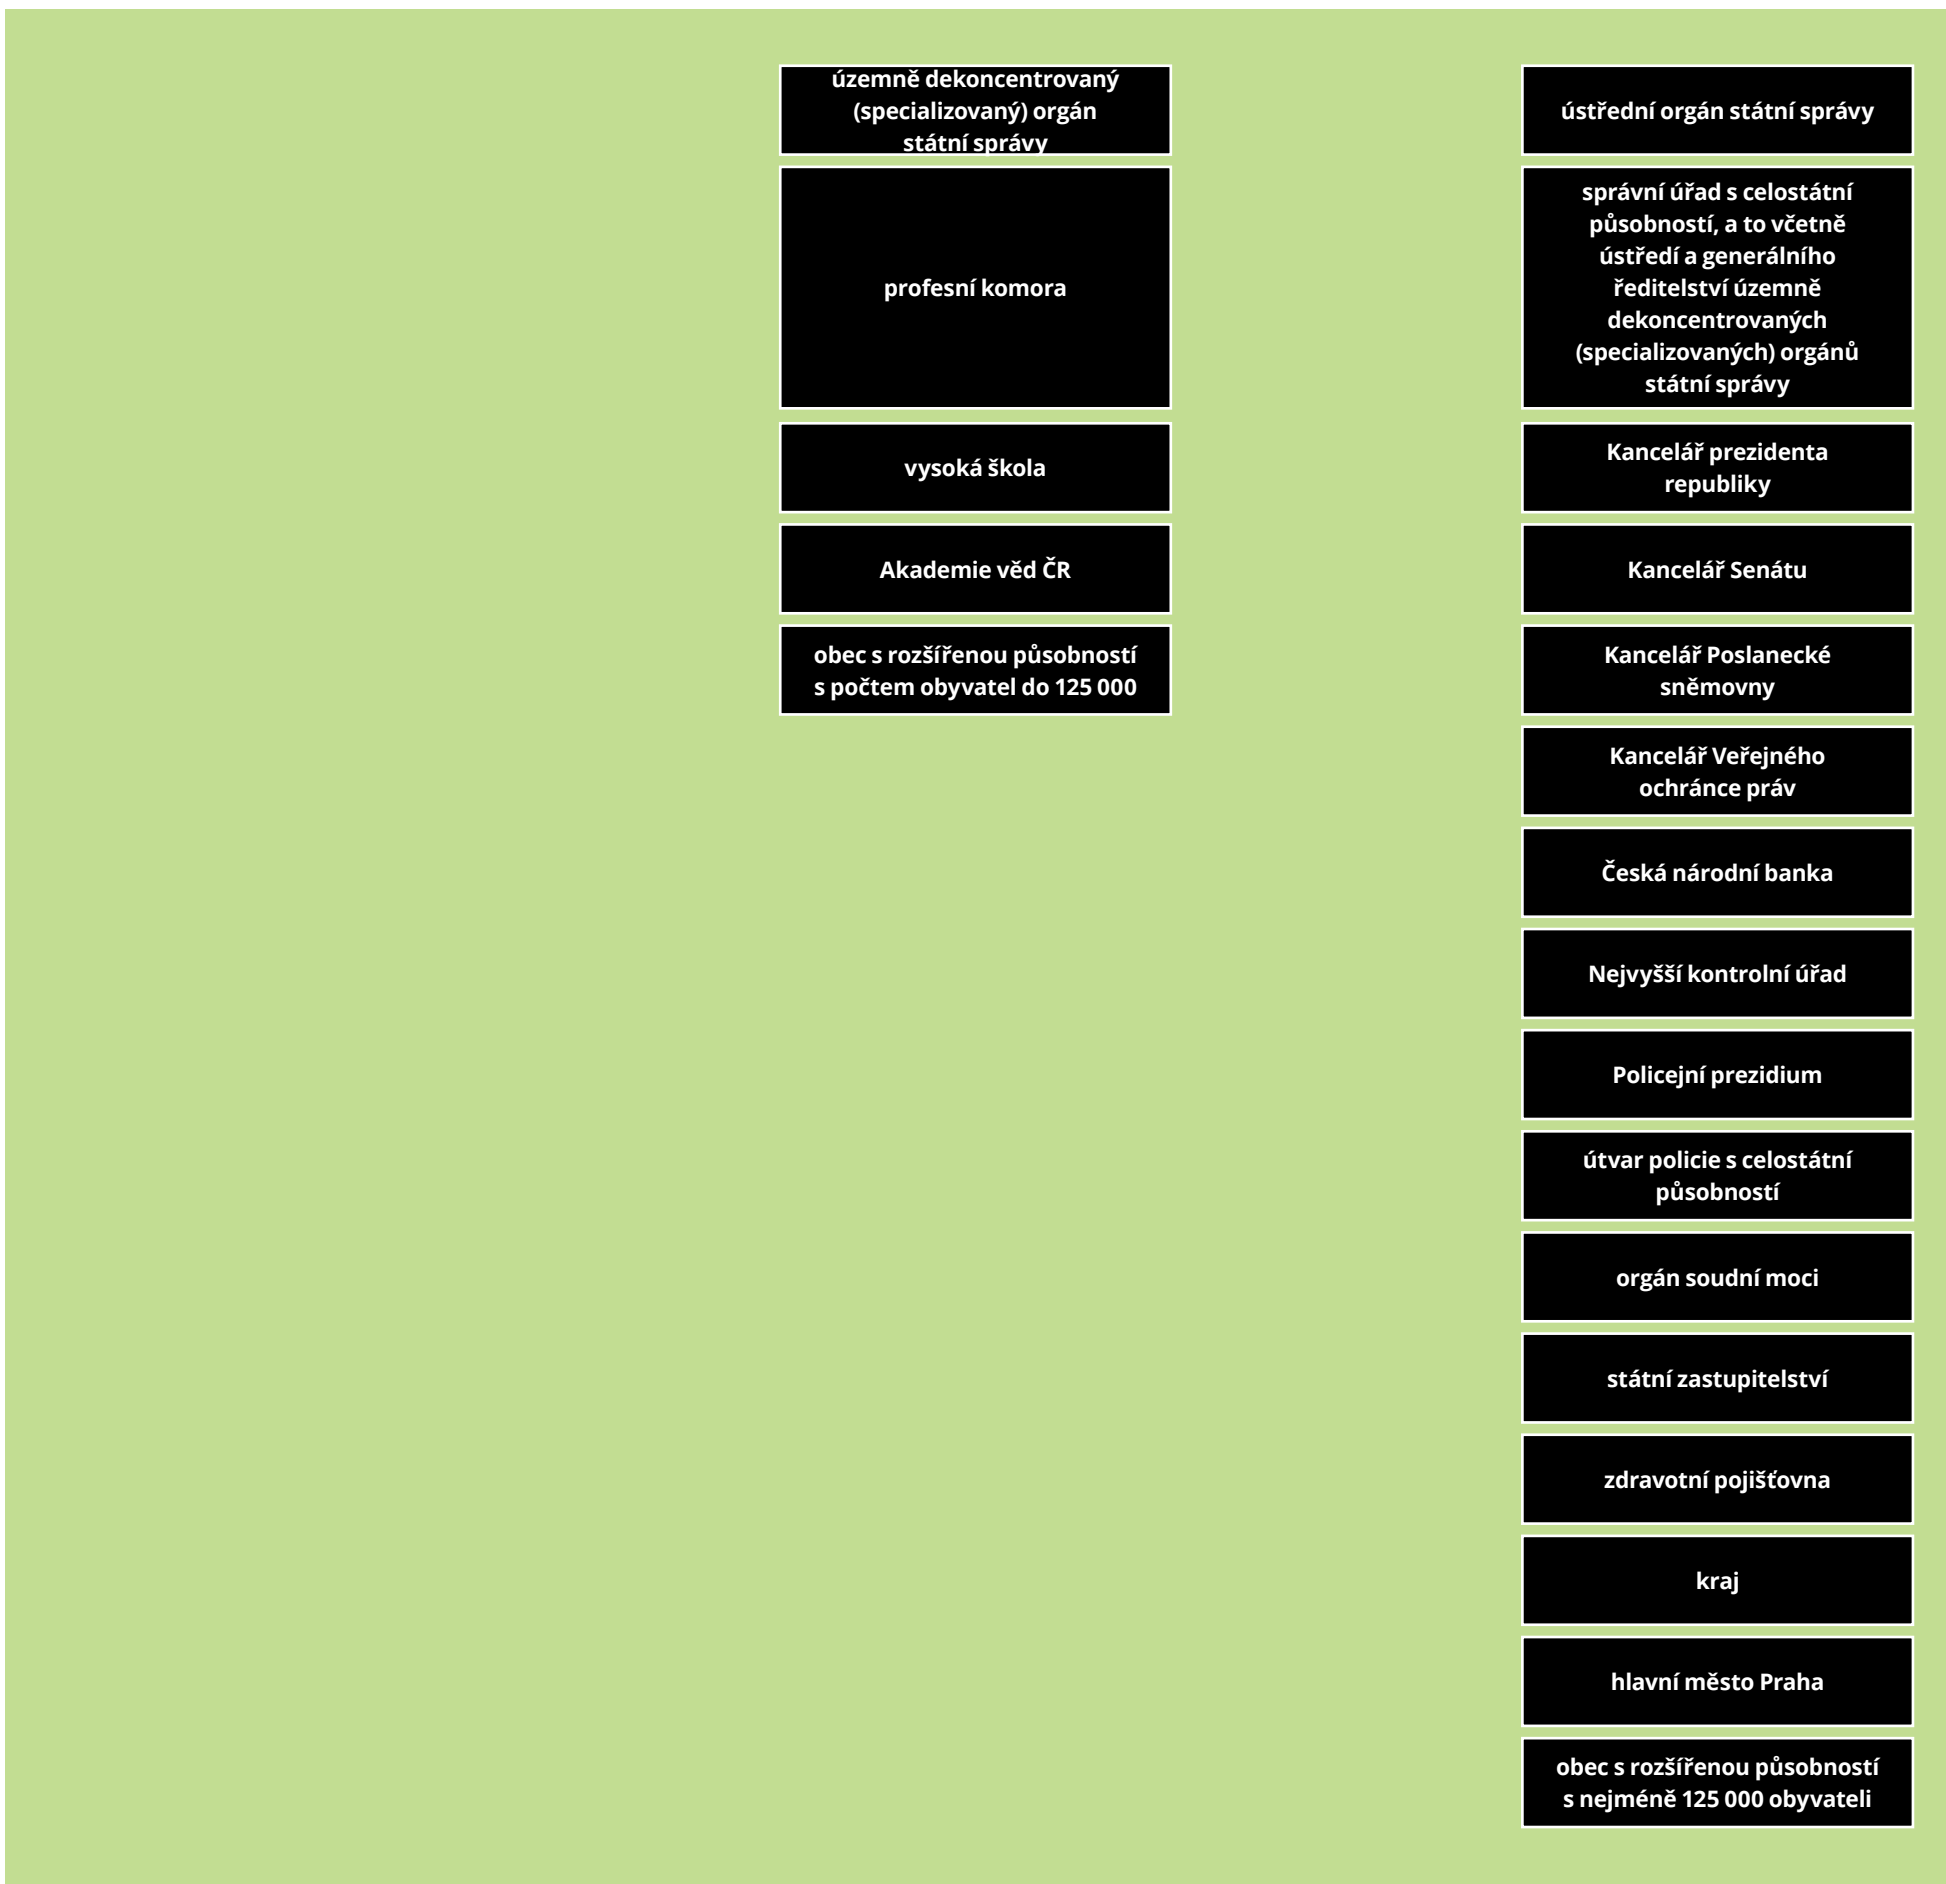 územně dekoncentrovaný
(specializovaný) orgán
státní správy
profesní komora
vysoká škola
Akademie věd ČR
obec s rozšířenou působností
s počtem obyvatel do 125 000
ústřední orgán státní správy
správní úřad s celostátní
působností, a to včetně
ústředí a generálního
ředitelství územně
dekoncentrovaných
(specializovaných) orgánů
státní správy
Kancelář prezidenta
republiky
Kancelář Senátu
Kancelář Poslanecké
sněmovny
Kancelář Veřejného
ochránce práv
Česká národní banka
Nejvyšší kontrolní úřad
Policejní prezidium
útvar policie s celostátní
působností
orgán soudní moci
státní zastupitelství
zdravotní pojišťovna
kraj
hlavní město Praha
obec s rozšířenou působností
s nejméně 125 000 obyvateli